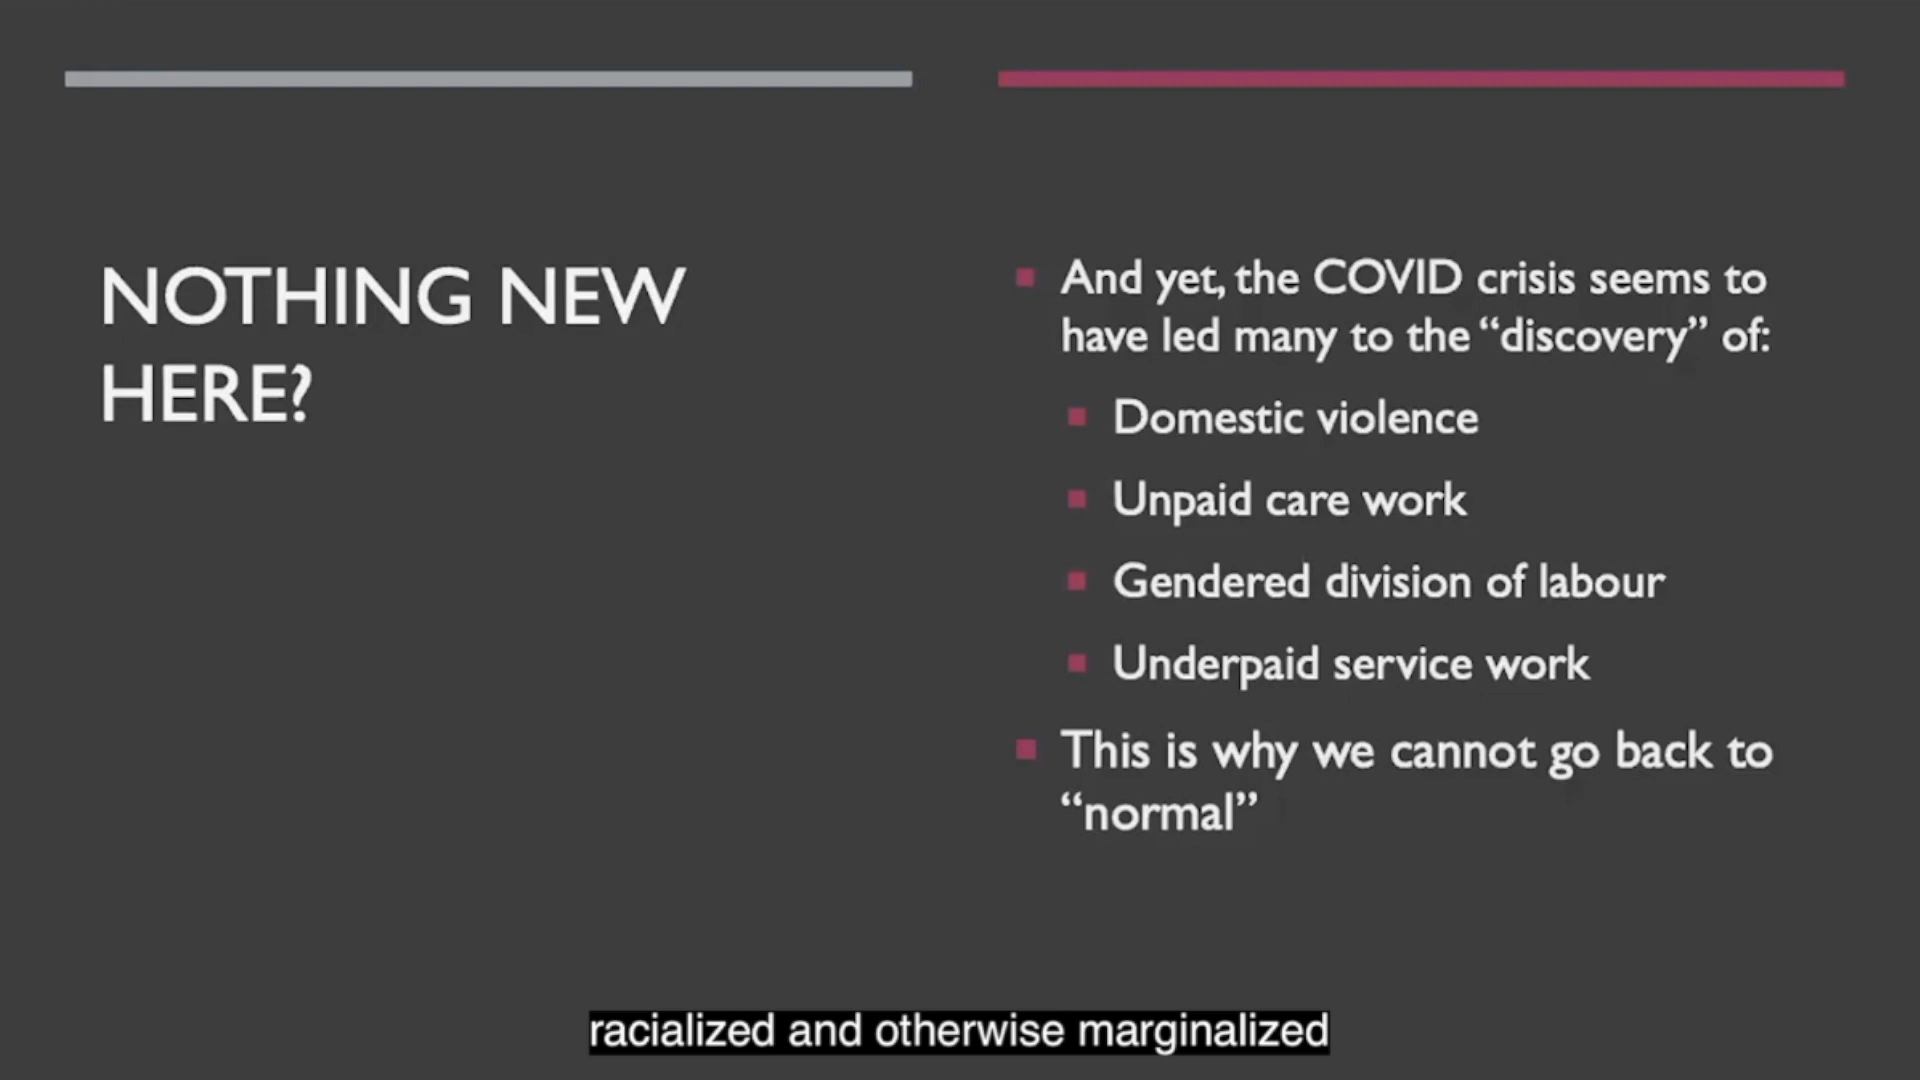 NOTHING NEW
HERE?
And yet, the COVID crisis seems to
have led many to the “discovery” of:
Domestic violence
Unpaid care work
Gendered division of labour
Underpaid service work
This is why we cannot go back to
“normal”
racialized and otherwise marginalized